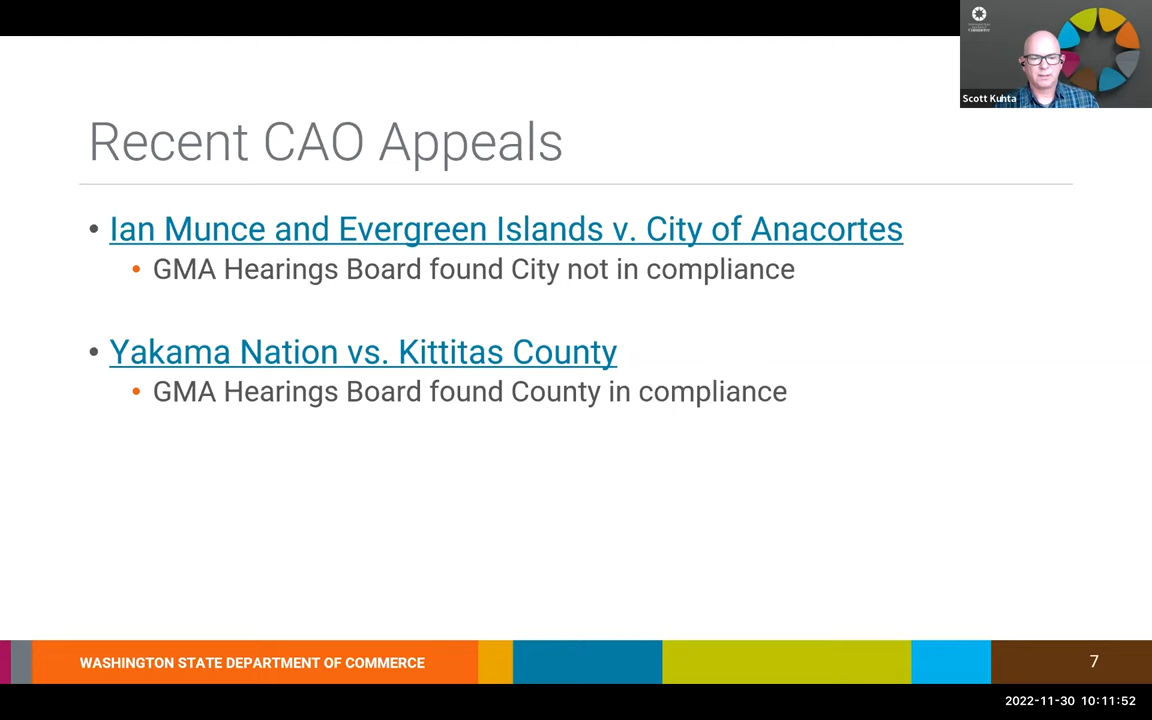 Scott Kuhta
Recent CAO Appeals
• Ian Munce and Evergreen Islands v. City of Anacortes
• GMA Hearings Board found City not in compliance
• Yakama Nation vs. Kittitas County
• GMA Hearings Board found County in compliance
WASHINGTON STATE DEPARTMENT OF COMMERCE
7
2022-11-30 10:11:52